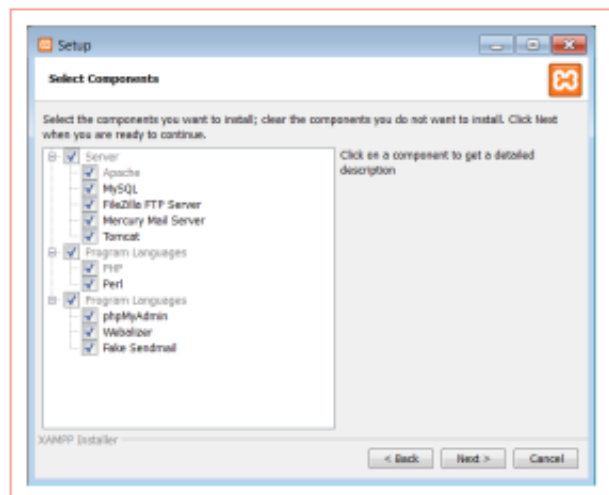 Setup
Select Components
Select the components you want to install; clear the components you do not want to install. Click Next
when you are ready to continue.
Server
Apache
MySQL
FileZilla FTP Server
Mercury Mail Server
Tomcat
Program Languages
PHP
Perl
Program Languages
phpMyAdmin
Webalizer
Fake Sendmail
Click on a component to get a detailed
description
XAMPP Installer
< Back
Next >
Cancel